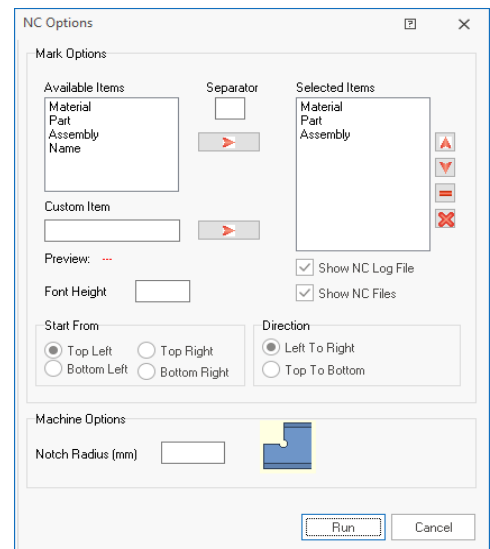 NC Options
Mark Options
Available Items
Separator
Selected Items
Material
Part
Assembly
Name
Material
Part
Assembly
Custom Item
Preview: ---
Show NC Log File
Font Height
Show NC Files
Start From
Direction
Top Left
Top Right
Left To Right
Bottom Left
Bottom Right
Top To Bottom
Machine Options
Notch Radius (mm)
Run
Cancel